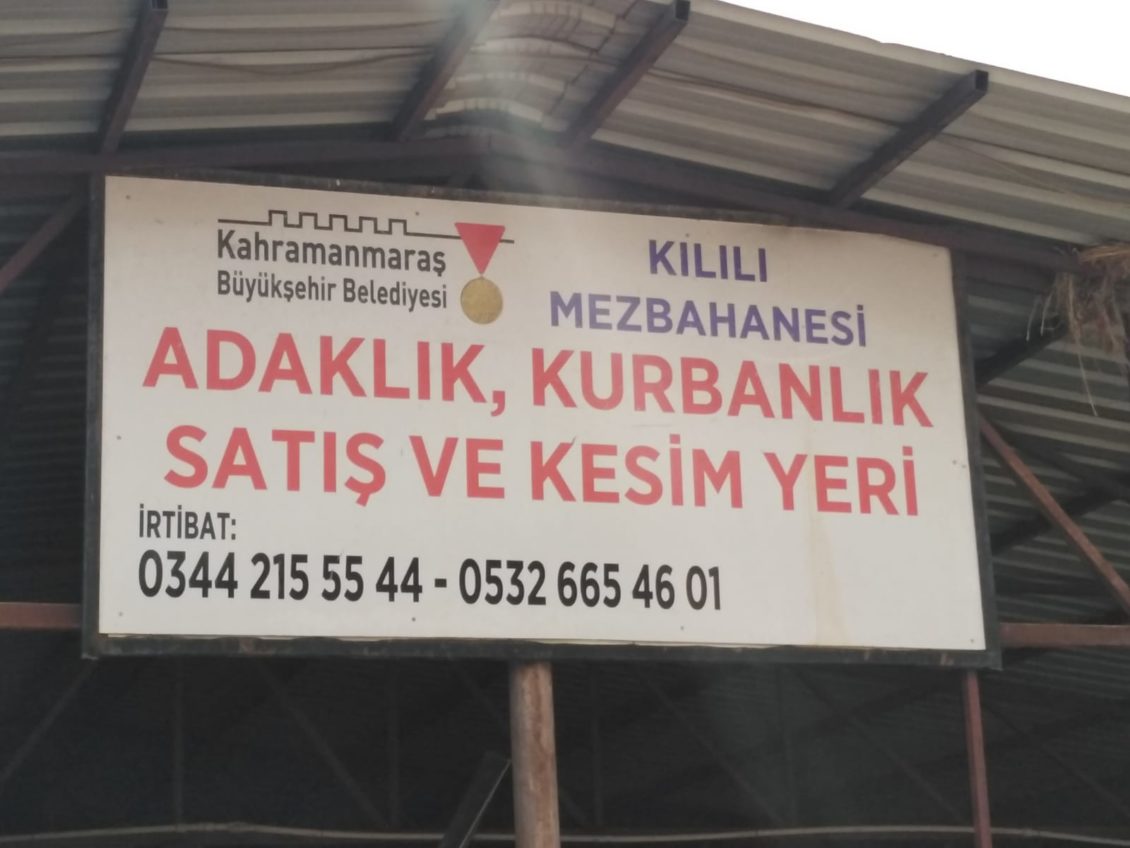 Kahramanmaraş
Büyükşehir Belediyesi
KILILI
MEZBAHANESİ
ADAKLIK, KURBANLIK
SATIŞ VE KESİM YERİ
İRTİBAT:
0344 215 55 44 - 0532 665 46 01